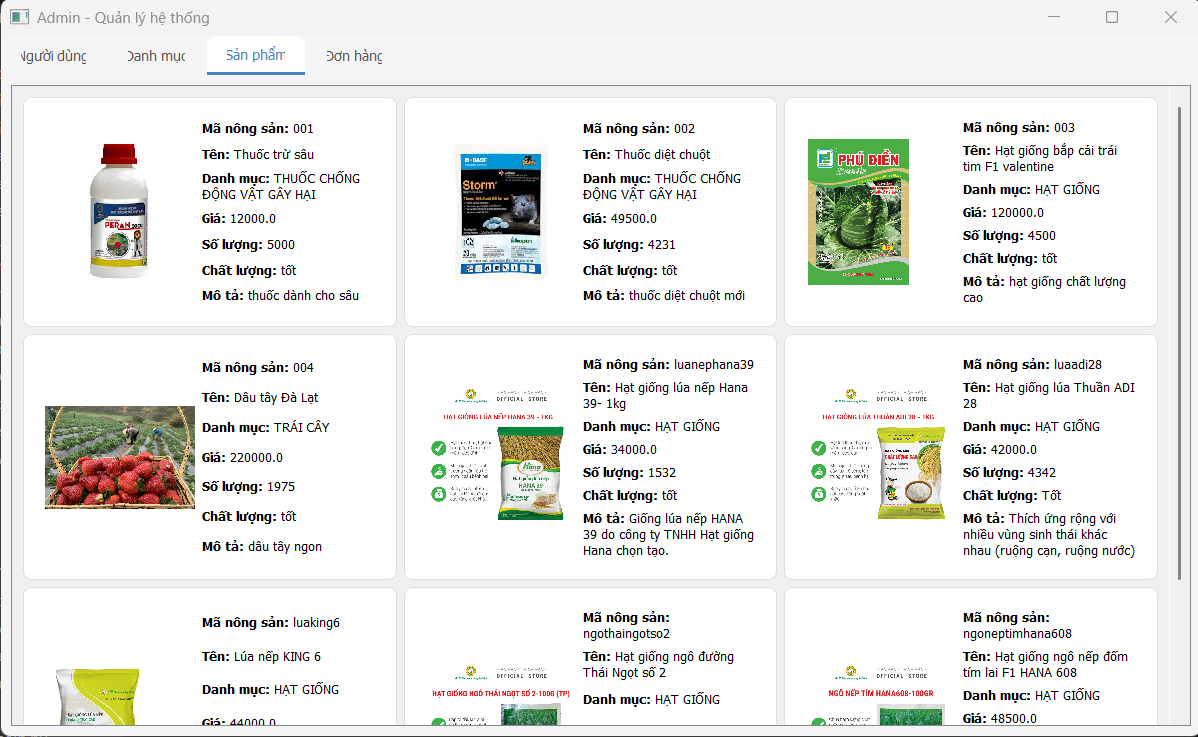 Admin - Quản lý hệ thống
Người dùng
Danh mục
Sản phẩm
Đơn hàng
Mã nông sản: 001
Tên: Thuốc trừ sâu
Danh mục: THUỐC CHỐNG
ĐỘNG VẬT GÂY HẠI
Giá: 12000.0
Số lượng: 5000
Chất lượng: tốt
Mô tả: thuốc dành cho sâu
PERAN
BASF
Storm
Mã nông sản: 002
Tên: Thuốc diệt chuột
Danh mục: THUỐC CHỐNG
ĐỘNG VẬT GÂY HẠI
Giá: 49500.0
Số lượng: 4231
Chất lượng: tốt
Mô tả: thuốc diệt chuột mới
PHÚ ĐIỀN
Mã nông sản: 003
Tên: Hạt giống bắp cải trái
tim F1 valentine
Danh mục: HẠT GIỐNG
Giá: 120000.0
Số lượng: 4500
Chất lượng: tốt
Mô tả: hạt giống chất lượng
cao
Mã nông sản: 004
Tên: Dâu tây Đà Lạt
Danh mục: TRÁI CÂY
Giá: 220000.0
Số lượng: 1975
Chất lượng: tốt
Mô tả: dâu tây ngon
OFFICIAL STORE
HẠT GIỐNG LÚA NẾP HANA 39 - 1KG
Hana
HANA 39
Mã nông sản: luanephana39
Tên: Hạt giống lúa nếp Hana
39- 1kg
Danh mục: HẠT GIỐNG
Giá: 34000.0
Số lượng: 1532
Chất lượng: tốt
Mô tả: Giống lúa nếp HANA
39 do công ty TNHH Hạt giống
Hana chọn tạo.
OFFICIAL STORE
HẠT GIỐNG LÚA THUẦN ADI 28 - 1KG
Mã nông sản: luaadi28
Tên: Hạt giống lúa Thuần ADI
28
Danh mục: HẠT GIỐNG
Giá: 42000.0
Số lượng: 4342
Chất lượng: Tốt
Mô tả: Thích ứng rộng với
nhiều vùng sinh thái khác
nhau (ruộng cạn, ruộng nước)
Mã nông sản: luaking6
Tên: Lúa nếp KING 6
Danh mục: HẠT GIỐNG
Giá: 44000.0
OFFICIAL STORE
HẠT GIỐNG NGÔ THÁI NGỌT SỐ 2-100G (TP)
Mã nông sản:
ngothaingotso2
Tên: Hạt giống ngô đường
Thái Ngọt số 2
Danh mục: HẠT GIỐNG
OFFICIAL STORE
NGÔ NẾP TÍM HANA608-100GR
Mã nông sản:
ngoneptimhana608
Tên: Hạt giống ngô nếp đốm
tím lai F1 HANA 608
Danh mục: HẠT GIỐNG
Giá: 48500.0